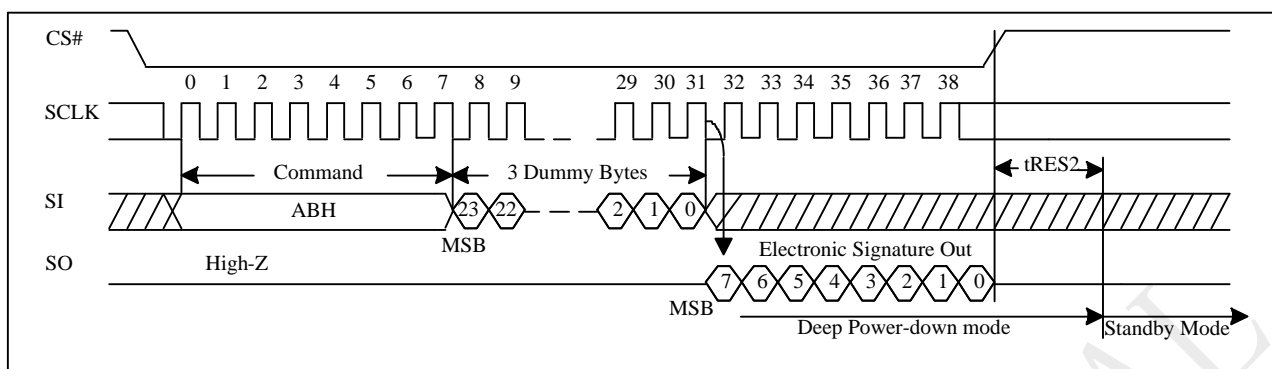 CS#
0 1 2 3 4 5 6 7 8 9 29 30 31 32 33 34 35 36 37 38
SCLK
Command 3 Dummy Bytes tRES2
SI ABH 23 22 2 1 0
MSB
SO High-Z Electronic Signature Out
7 6 5 4 3 2 1 0
MSB
Deep Power-down mode Standby Mode